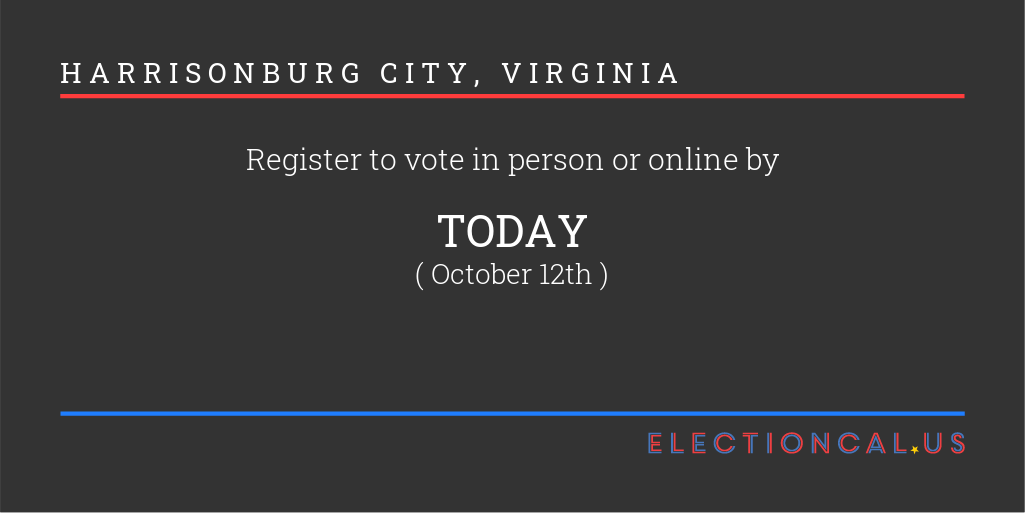 HARRISONBURG CITY, VIRGINIA
Register to vote in person or online by
TODAY
( October 12th )
ELECTIONCAL.US